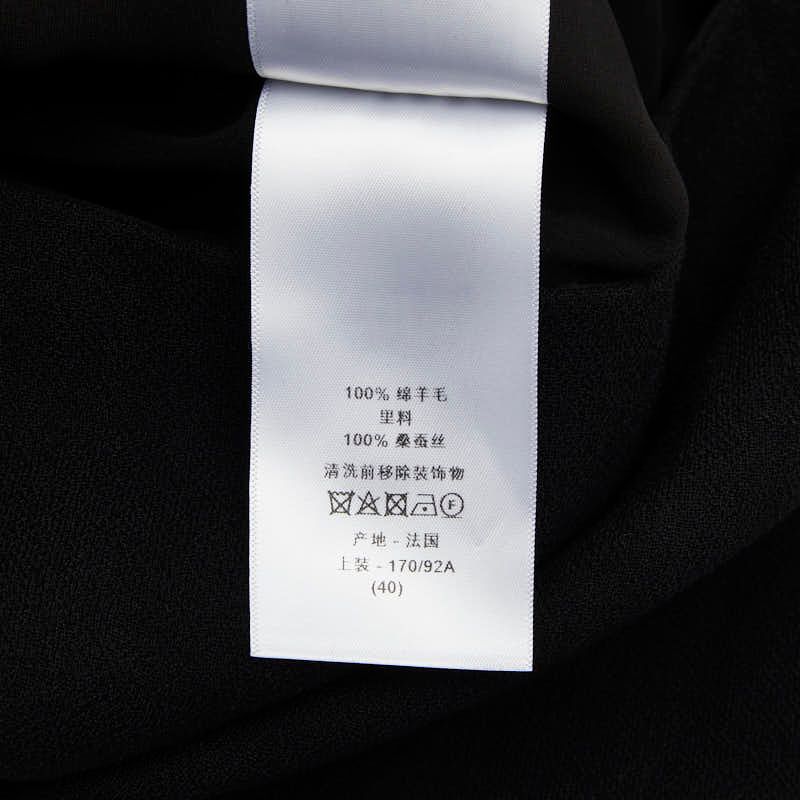 100% 绵羊毛
里料
100% 桑蚕丝
清洗前移除装饰物
F
产地 - 法国
上装 - 170/92A
(40)